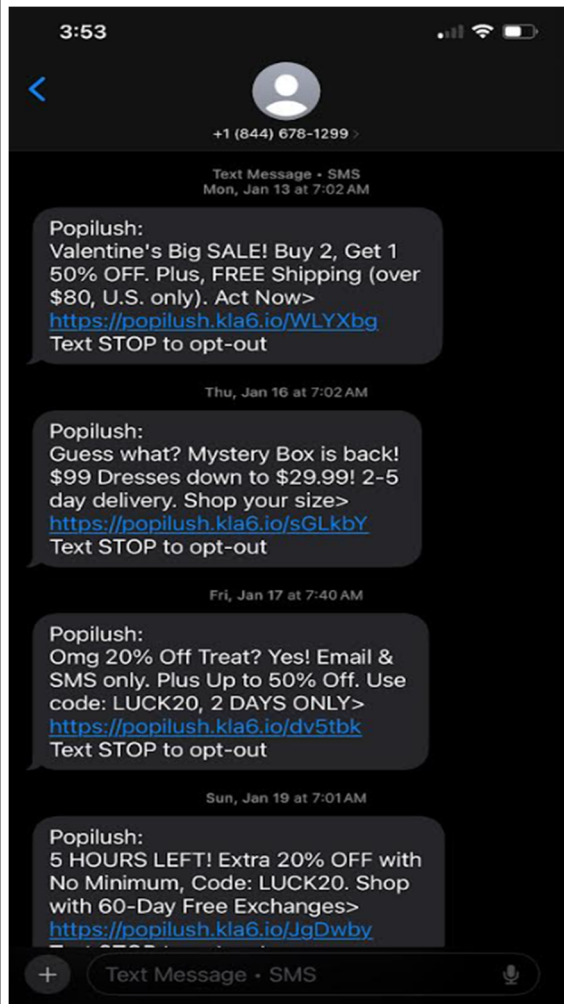 3:53
+1 (844) 678-1299 >
Text Message • SMS
Mon, Jan 13 at 7:02 AM
Popilush:
Valentine's Big SALE! Buy 2, Get 1
50% OFF. Plus, FREE Shipping (over
$80, U.S. only). Act Now>
https://popilush.kla6.io/WLYXbg
Text STOP to opt-out
Thu, Jan 16 at 7:02 AM
Popilush:
Guess what? Mystery Box is back!
$99 Dresses down to $29.99! 2-5
day delivery. Shop your size>
https://popilush.kla6.io/sGLkbY
Text STOP to opt-out
Fri, Jan 17 at 7:40 AM
Popilush:
Omg 20% Off Treat? Yes! Email &
SMS only. Plus Up to 50% Off. Use
code: LUCK20, 2 DAYS ONLY>
https://popilush.kla6.io/dv5tbk
Text STOP to opt-out
Sun, Jan 19 at 7:01 AM
Popilush:
5 HOURS LEFT! Extra 20% OFF with
No Minimum, Code: LUCK20. Shop
with 60-Day Free Exchanges>
https://popilush.kla6.io/JgDwby
Text Message • SMS